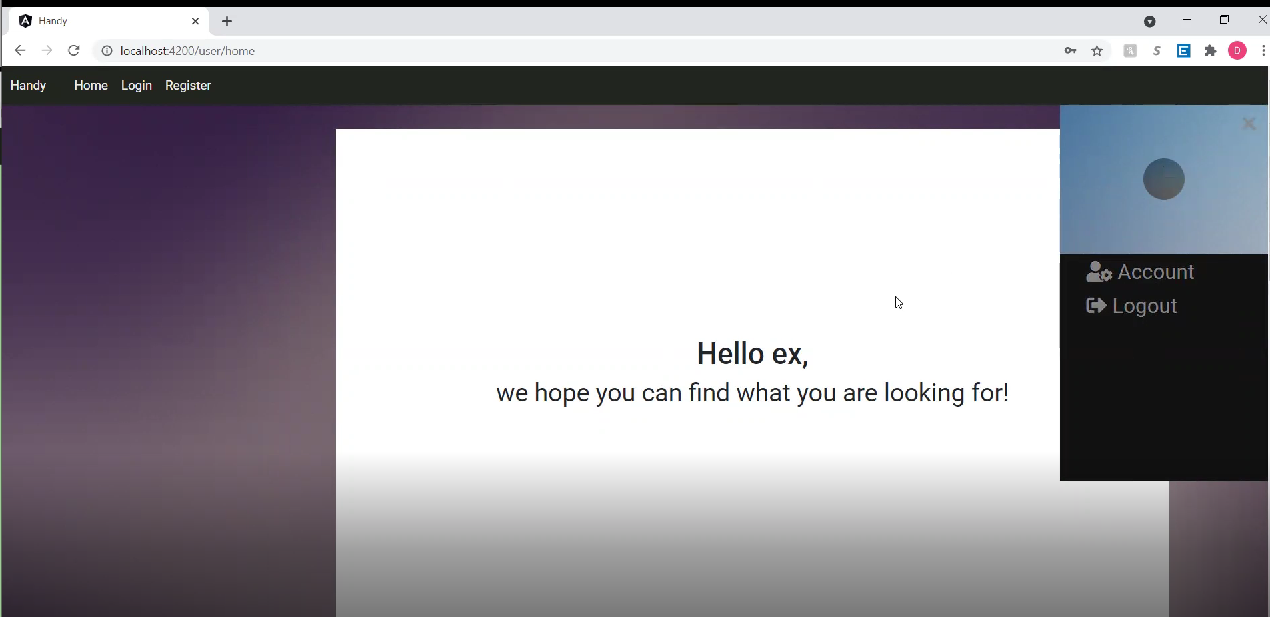 Handy
localhost:4200/user/home
D
Handy Home Login Register
Account
Logout
Hello ex,
we hope you can find what you are looking for!